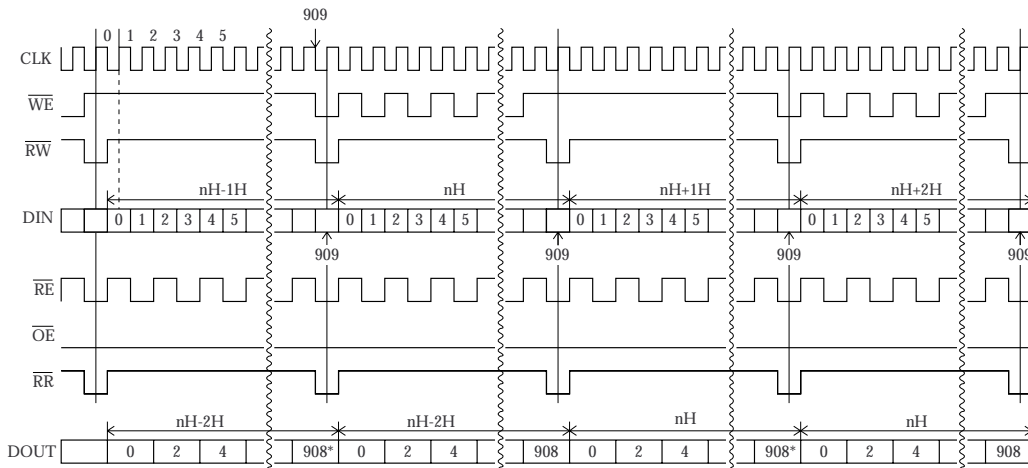 909
0 1 2 3 4 5
CLK
WE
RW
nH-1H nH nH+1H nH+2H
DIN 0 1 2 3 4 5 0 1 2 3 4 5 0 1 2 3 4 5 0 1 2 3 4 5
909 909 909 909
RE
OE
RR
nH-2H nH-2H nH nH
DOUT 0 2 4 908* 0 2 4 908 0 2 4 908* 0 2 4 908